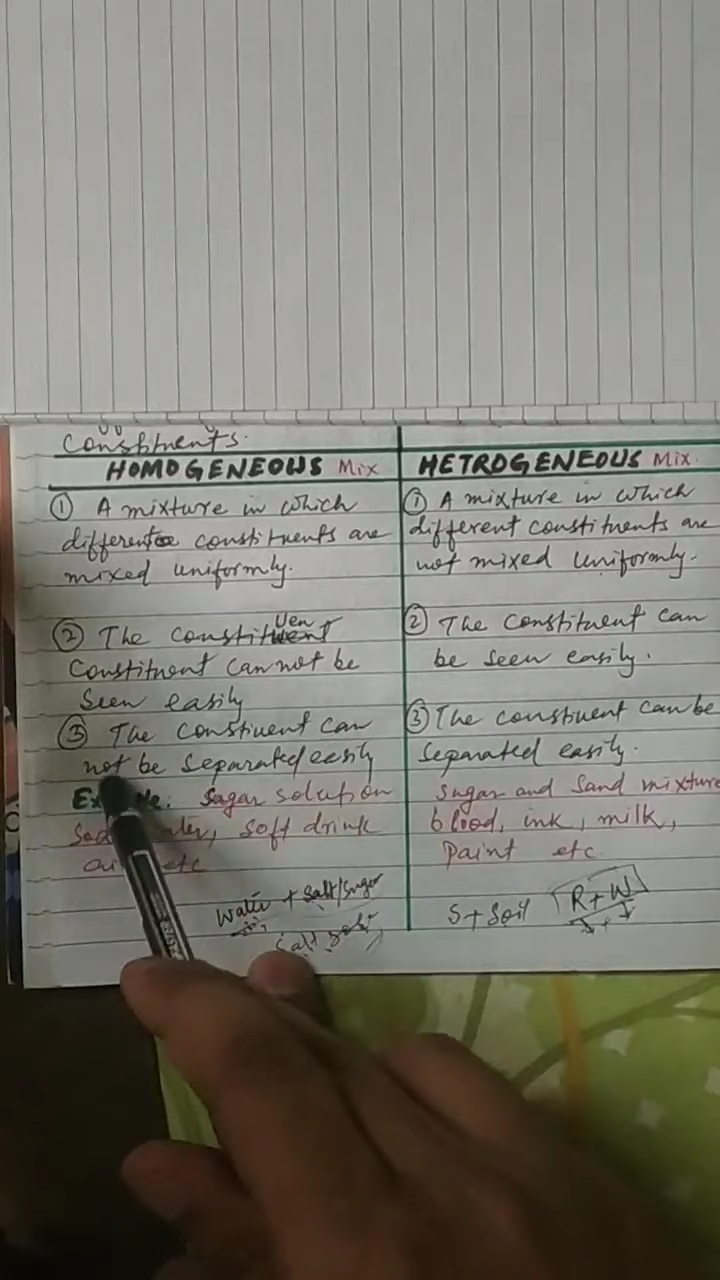 Constituents.
HOMOGENEOUS Mix
① A mixture in which
different constituents are
mixed uniformly.
② The constituent
Constituent can not be
Seen easily
③ The constiuent can
not be separated easily
: Sugar solution
soft drink
etc
Water + Salt/Sugar
Salt
HETROGENEOUS Mix.
① A mixture in which
different constituents are
not mixed uniformly.
② The constituent can
be seen easily.
③ The constiuent can be
separated easily.
Sugar and sand mixture
blood, ink, milk,
Paint etc.
S + Soil R+W